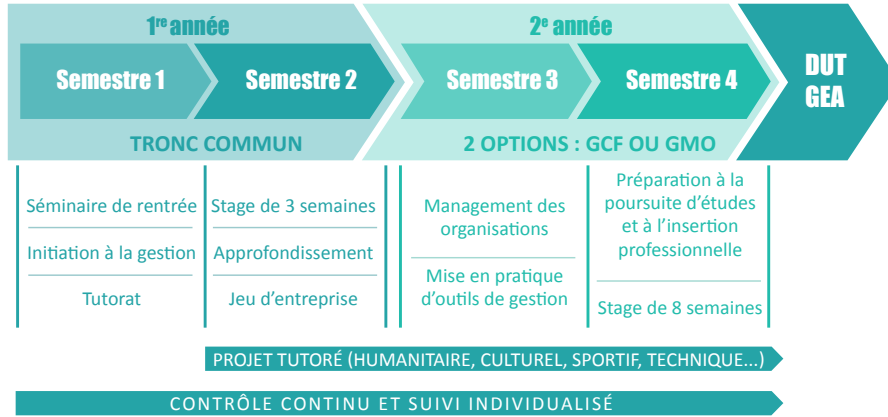 1re année
2e année
Semestre 1
Semestre 2
Semestre 3
Semestre 4
DUT
GEA
TRONC COMMUN
2 OPTIONS : GCF OU GMO
Séminaire de rentrée
Initiation à la gestion
Tutorat
Stage de 3 semaines
Approfondissement
Jeu d'entreprise
Management des
organisations
Mise en pratique
d'outils de gestion
Préparation à la
poursuite d'études
et à l'insertion
professionnelle
Stage de 8 semaines
PROJET TUTORÉ (HUMANITAIRE, CULTUREL, SPORTIF, TECHNIQUE...)
CONTRÔLE CONTINU ET SUIVI INDIVIDUALISÉ